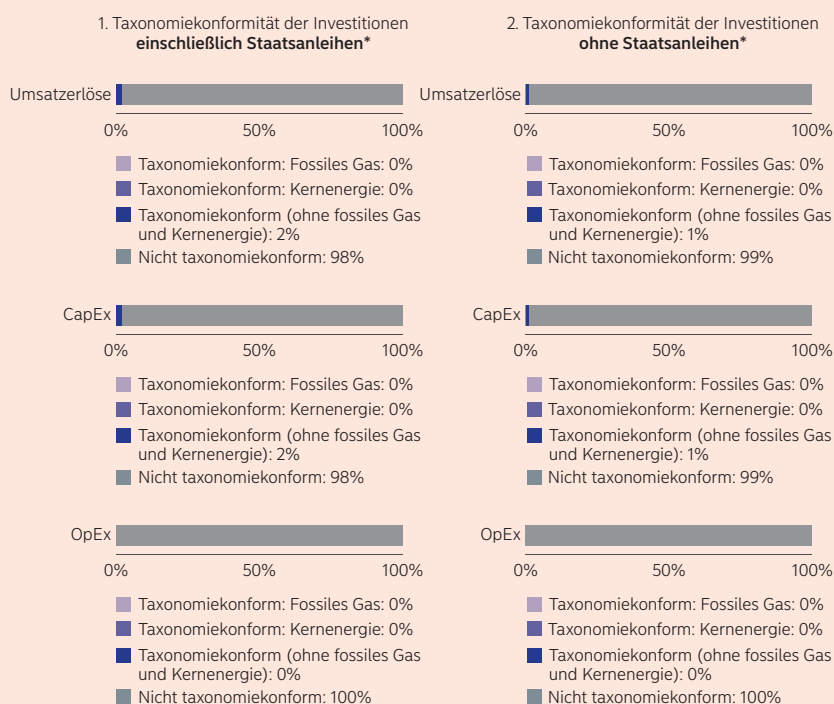 1. Taxonomiekonformität der Investitionen
einschließlich Staatsanleihen*
Umsatzerlöse
0% 50% 100%
Taxonomiekonform: Fossiles Gas: 0%
Taxonomiekonform: Kernenergie: 0%
Taxonomiekonform (ohne fossiles Gas
und Kernenergie): 2%
Nicht taxonomiekonform: 98%
CapEx
0% 50% 100%
Taxonomiekonform: Fossiles Gas: 0%
Taxonomiekonform: Kernenergie: 0%
Taxonomiekonform (ohne fossiles Gas
und Kernenergie): 2%
Nicht taxonomiekonform: 98%
OpEx
0% 50% 100%
Taxonomiekonform: Fossiles Gas: 0%
Taxonomiekonform: Kernenergie: 0%
Taxonomiekonform (ohne fossiles Gas
und Kernenergie): 0%
Nicht taxonomiekonform: 100%
2. Taxonomiekonformität der Investitionen
ohne Staatsanleihen*
Umsatzerlöse
0% 50% 100%
Taxonomiekonform: Fossiles Gas: 0%
Taxonomiekonform: Kernenergie: 0%
Taxonomiekonform (ohne fossiles Gas
und Kernenergie): 1%
Nicht taxonomiekonform: 99%
CapEx
0% 50% 100%
Taxonomiekonform: Fossiles Gas: 0%
Taxonomiekonform: Kernenergie: 0%
Taxonomiekonform (ohne fossiles Gas
und Kernenergie): 1%
Nicht taxonomiekonform: 99%
OpEx
0% 50% 100%
Taxonomiekonform: Fossiles Gas: 0%
Taxonomiekonform: Kernenergie: 0%
Taxonomiekonform (ohne fossiles Gas
und Kernenergie): 0%
Nicht taxonomiekonform: 100%